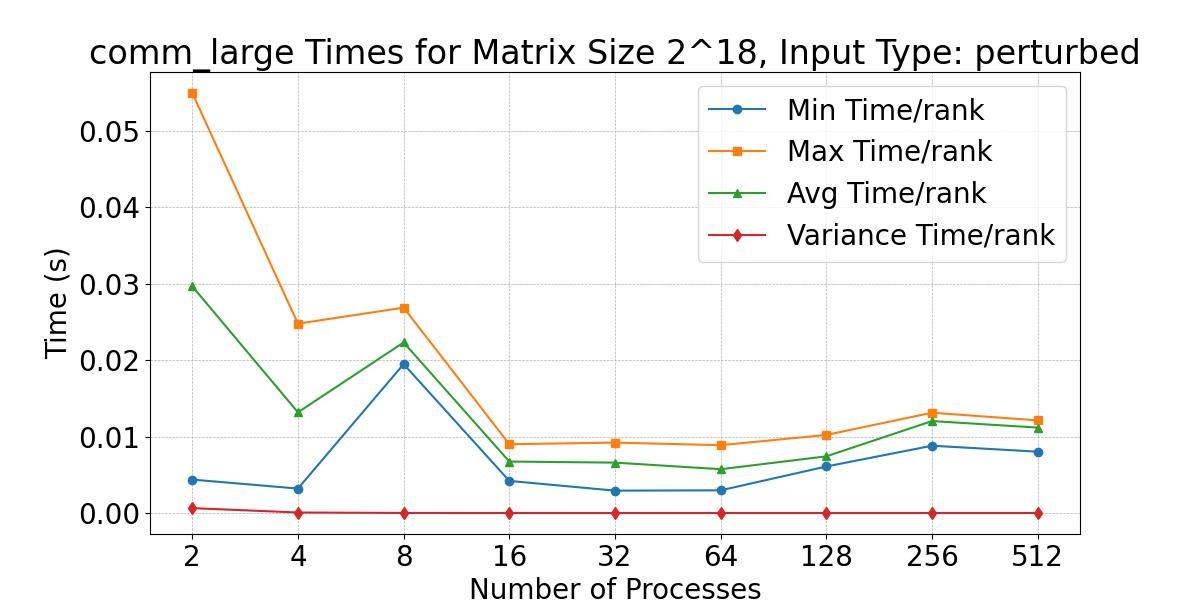 comm_large Times for Matrix Size 2^18, Input Type: perturbed
Min Time/rank
Max Time/rank
Avg Time/rank
Variance Time/rank
Time (s)
0.05
0.04
0.03
0.02
0.01
0.00
2 4 8 16 32 64 128 256 512
Number of Processes